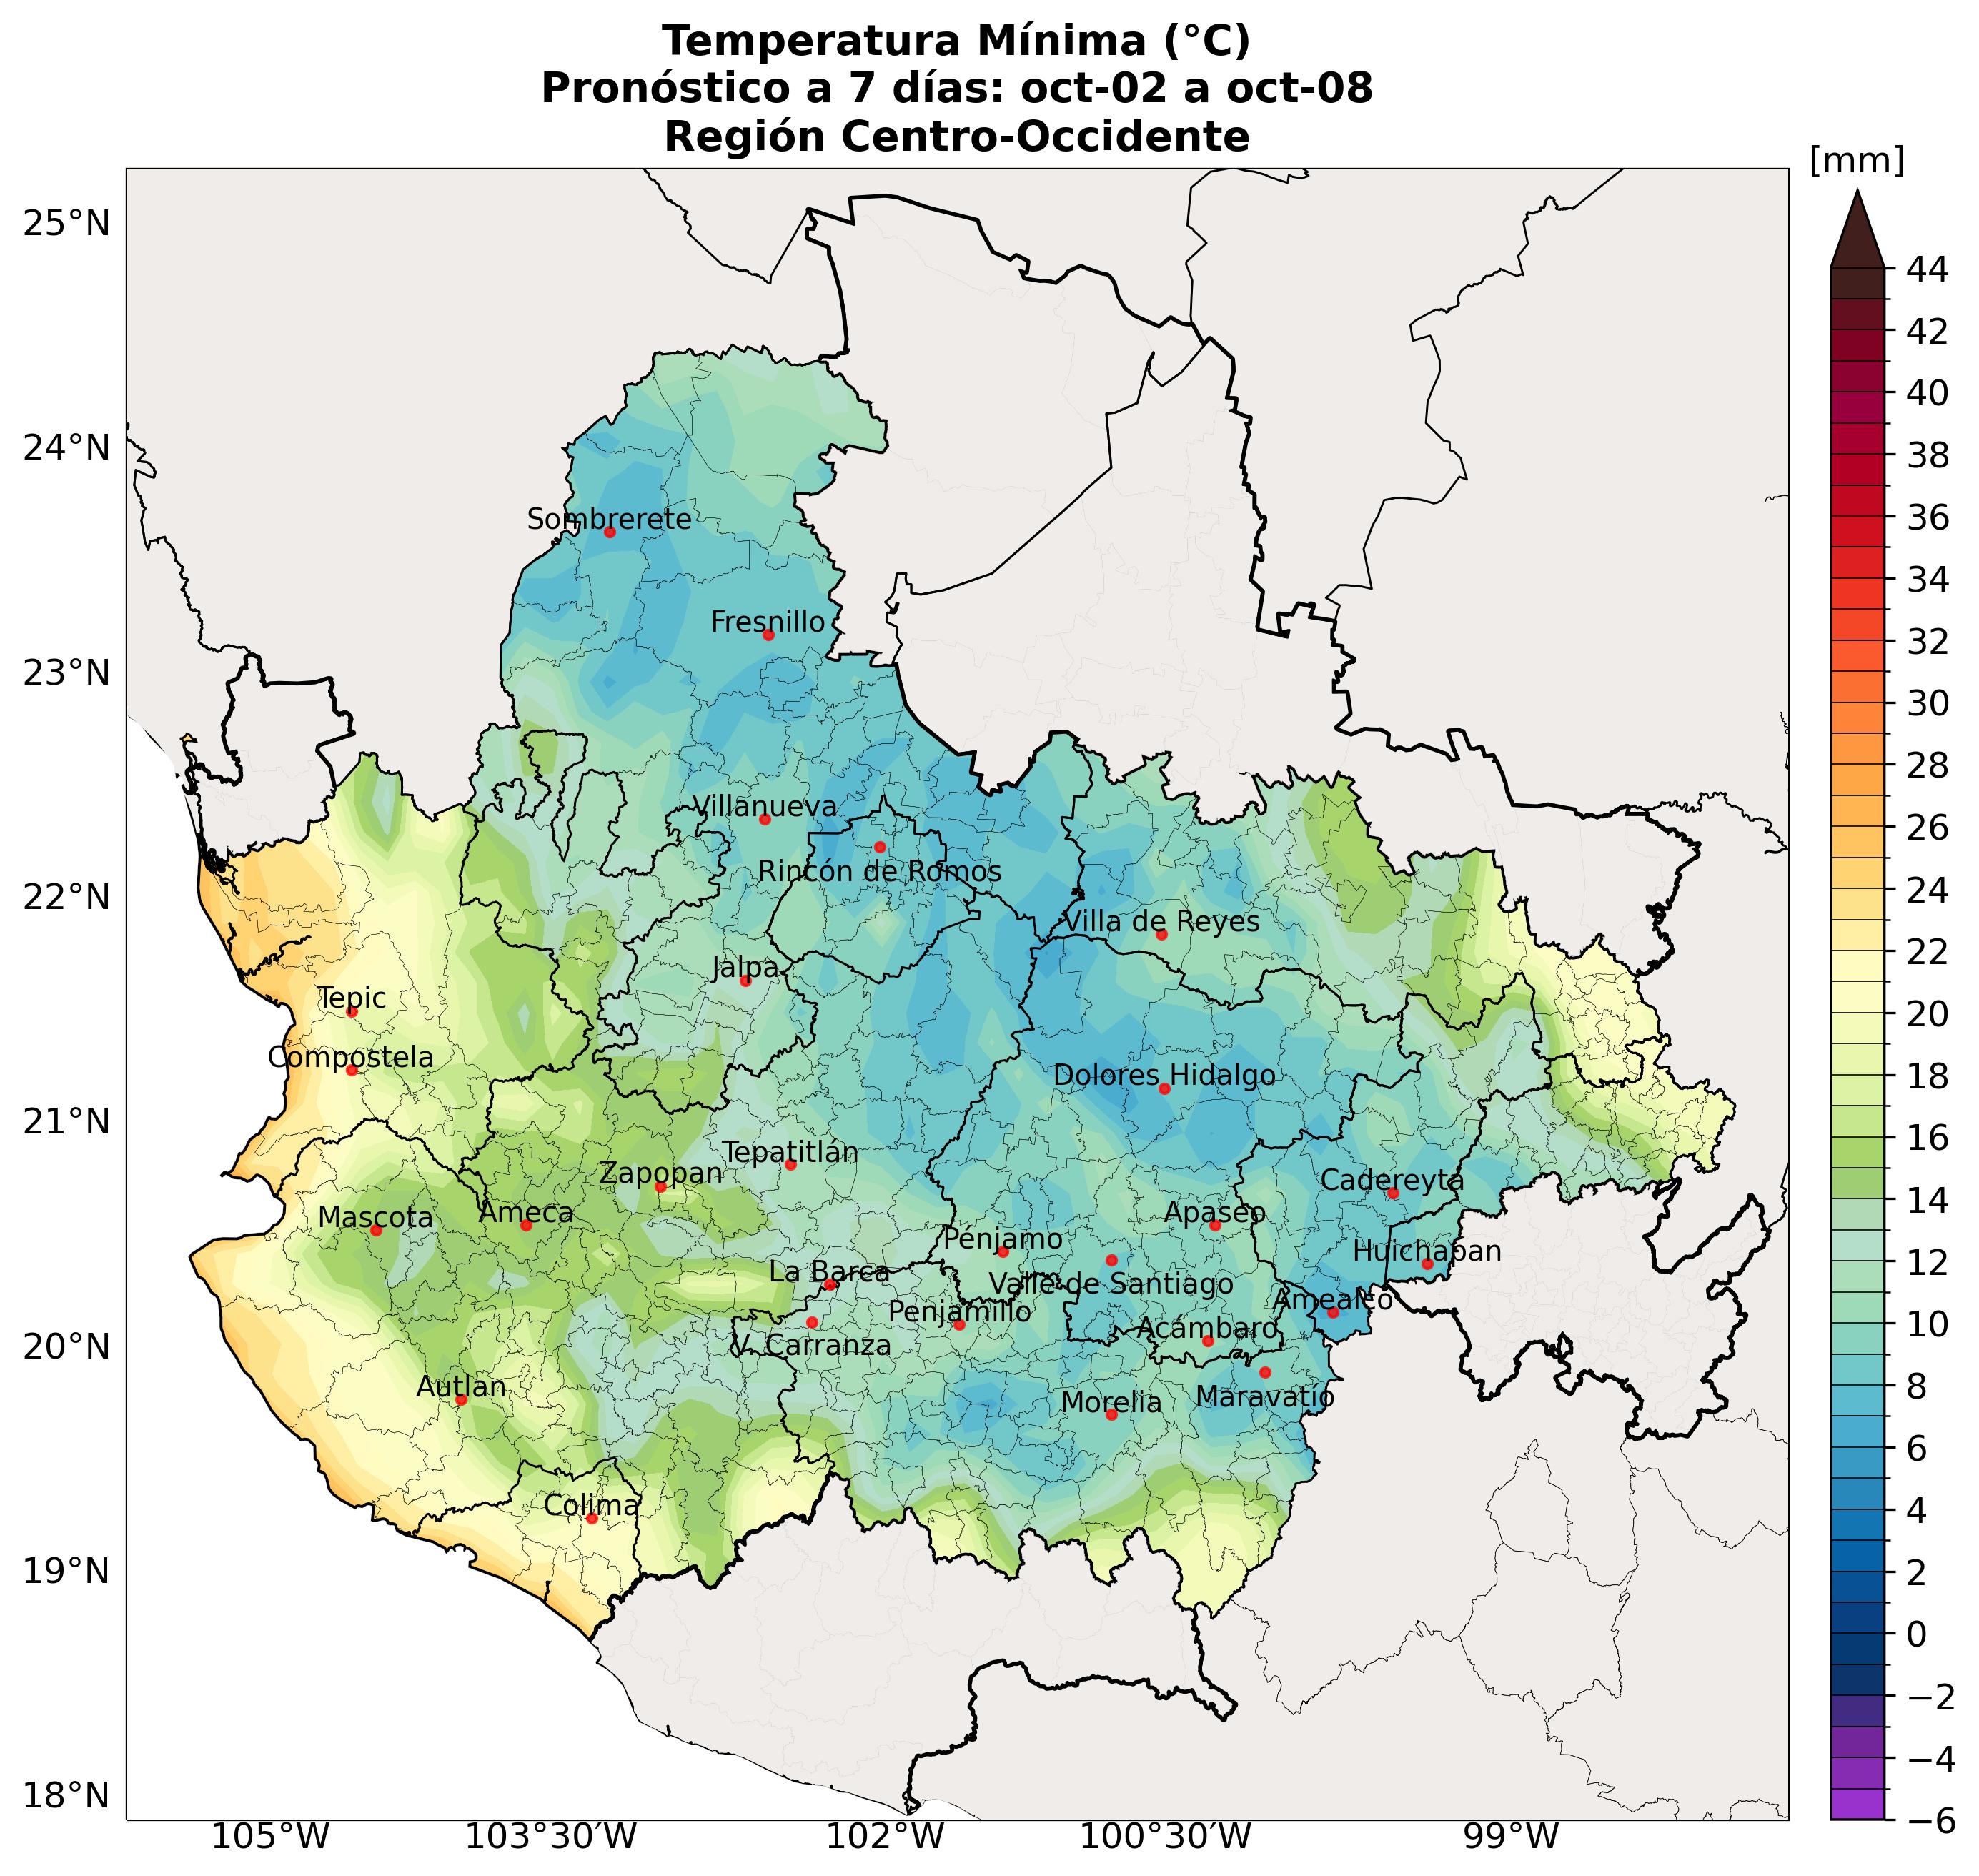 Temperatura Mínima (°C)
Pronóstico a 7 días: oct-02 a oct-08
Región Centro-Occidente
[mm]
25°N
24°N
23°N
22°N
21°N
20°N
19°N
18°N
105°W
103°30'W
102°W
100°30'W
99°W
44
42
40
38
36
34
32
30
28
26
24
22
20
18
16
14
12
10
8
6
4
2
0
−2
−4
−6
Sombrerete
Fresnillo
Villanueva
Rincón de Romos
Villa de Reyes
Jalpa
Tepic
Compostela
Dolores Hidalgo
Tepatitlán
Zapopan
Cadereyta
Mascota
Ameca
Apaseo
Pénjamo
Huichapan
La Barca
Valle de Santiago
Amealco
Penjamillo
Acámbaro
V. Carranza
Autlan
Morelia
Maravatio
Colima